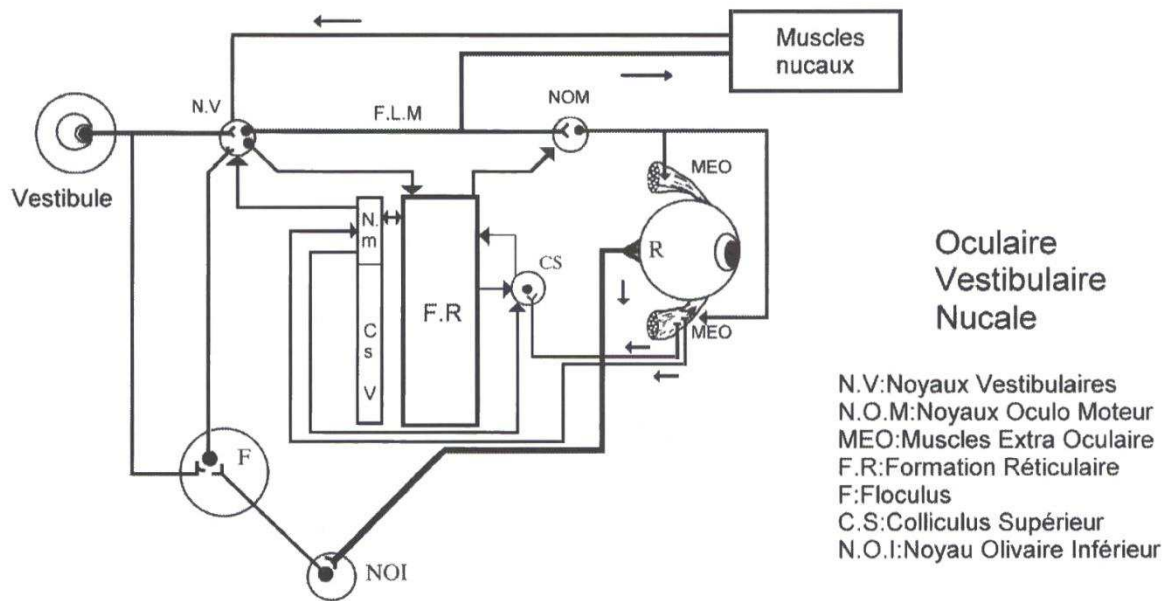 Muscles
nucaux
N.V
F.L.M
NOM
Vestibule
MEO
N.
m
R
CS
F.R
C
s
V
MEO
F
NOI
Oculaire
Vestibulaire
Nucale
N.V:Noyaux Vestibulaires
N.O.M:Noyaux Oculo Moteur
MEO:Muscles Extra Oculaire
F.R:Formation Réticulaire
F:Floculus
C.S:Colliculus Supérieur
N.O.I:Noyau Olivaire Inférieur